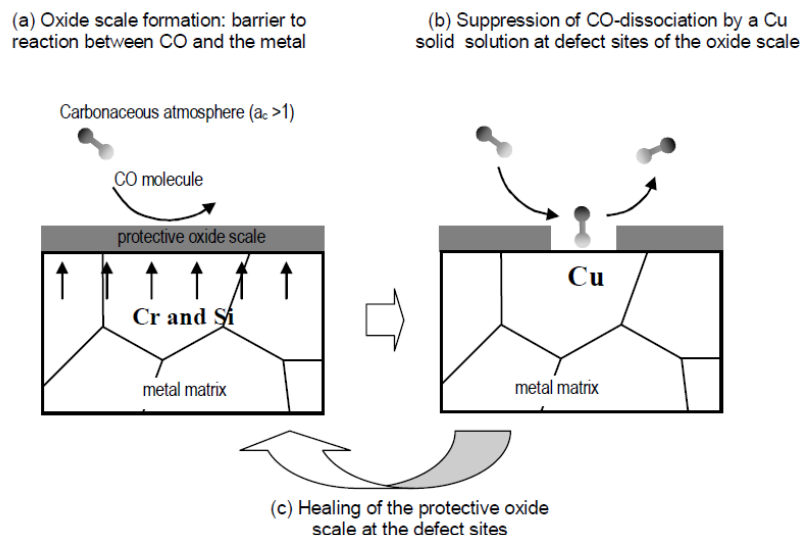 (a) Oxide scale formation: barrier to
reaction between CO and the metal
(b) Suppression of CO-dissociation by a Cu
solid solution at defect sites of the oxide scale
Carbonaceous atmosphere (ac >1)
CO molecule
protective oxide scale
Cr and Si
metal matrix
Cu
metal matrix
(c) Healing of the protective oxide
scale at the defect sites